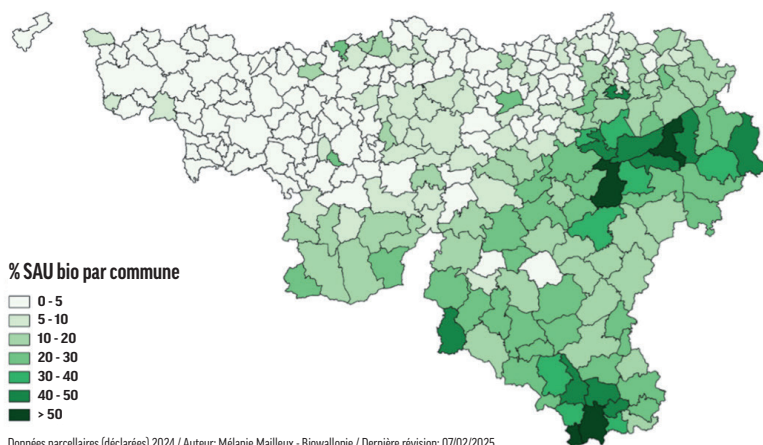 % SAU bio par commune
0 - 5
5 - 10
10 - 20
20 - 30
30 - 40
40 - 50
> 50
Données parcellaires (déclarées) 2024 / Auteur: Mélanie Mailleux - Biowallonie / Dernière révision: 07/02/2025